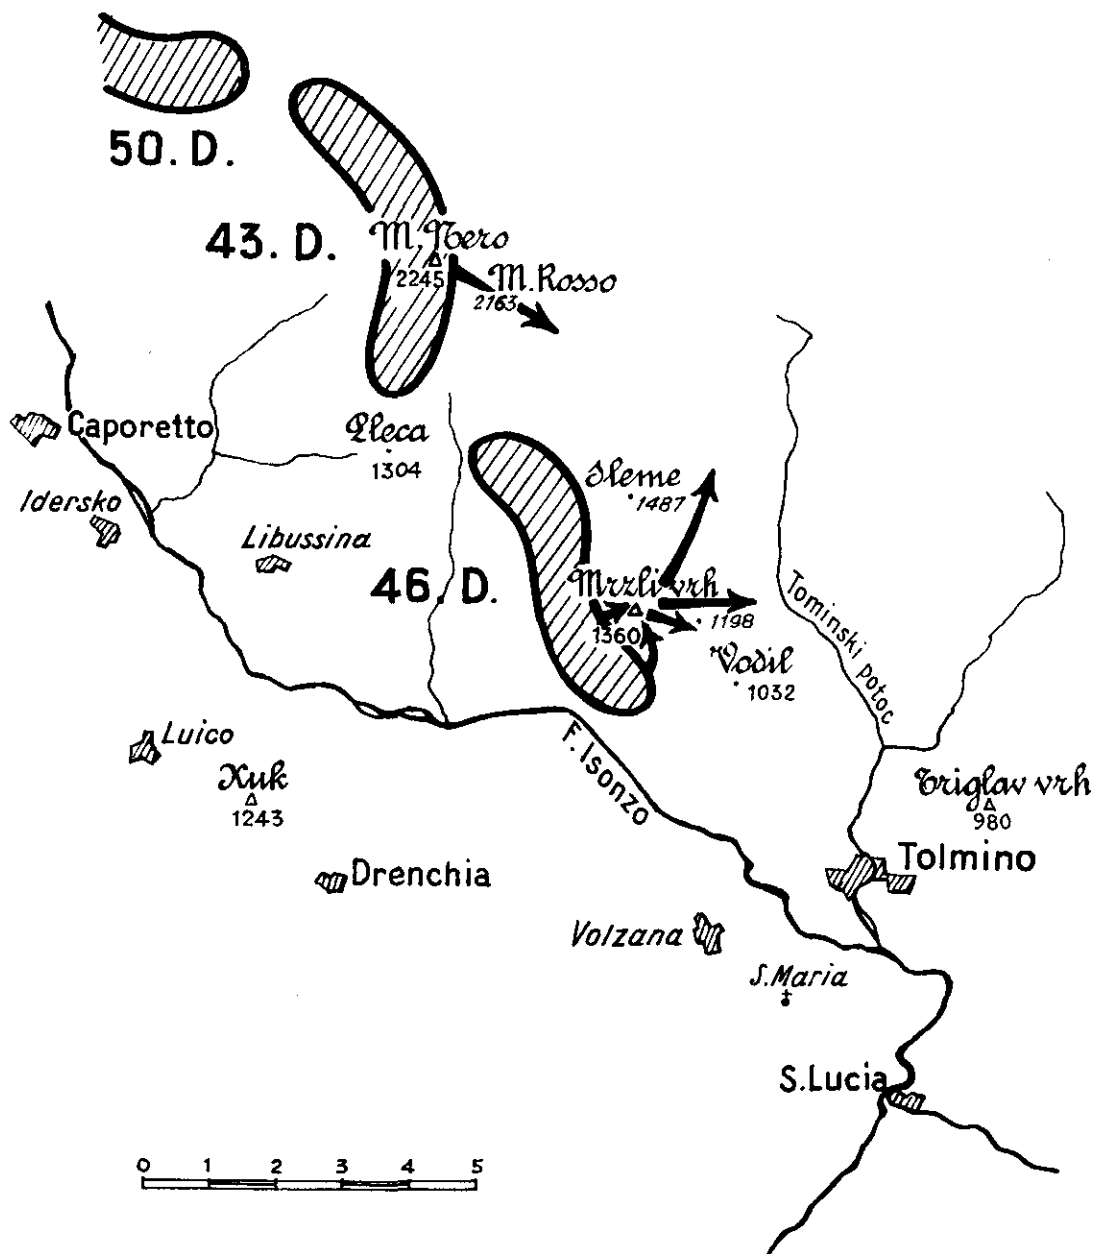 50. D.
43. D.
M. Nero
2245
M. Rosso
2163
Caporetto
Pleca
1304
Sleme
1487
Idersko
Libussina
46. D.
Mrzli vrh
1360
1198
Vodil
1032
Tominski potoc
Luico
Kuk
1243
F. Isonzo
Triglav vrh
980
Drenchia
Tolmino
Volzana
S. Maria
S. Lucia
0 1 2 3 4 5